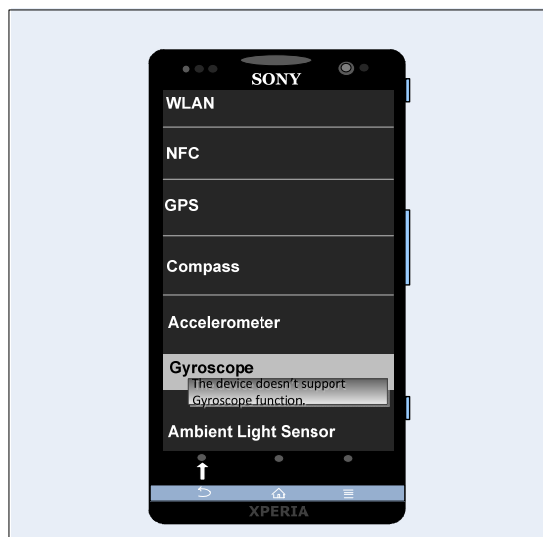 SONY
WLAN
NFC
GPS
Compass
Accelerometer
Gyroscope
The device doesn't support
Gyroscope function.
Ambient Light Sensor
XPERIA